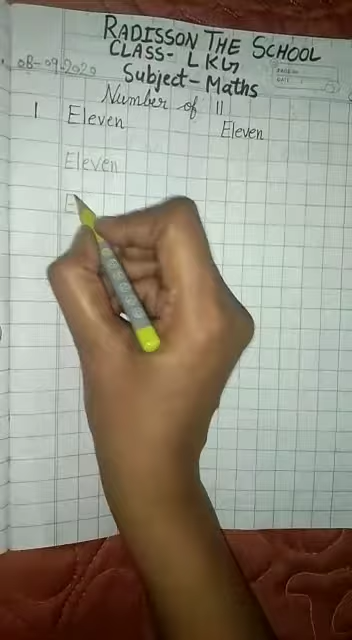 RADISSON THE SCHOOL
CLASS- LKG
08-09-2020
Subject-Maths
Number of 11
1 Eleven Eleven
Eleven
E